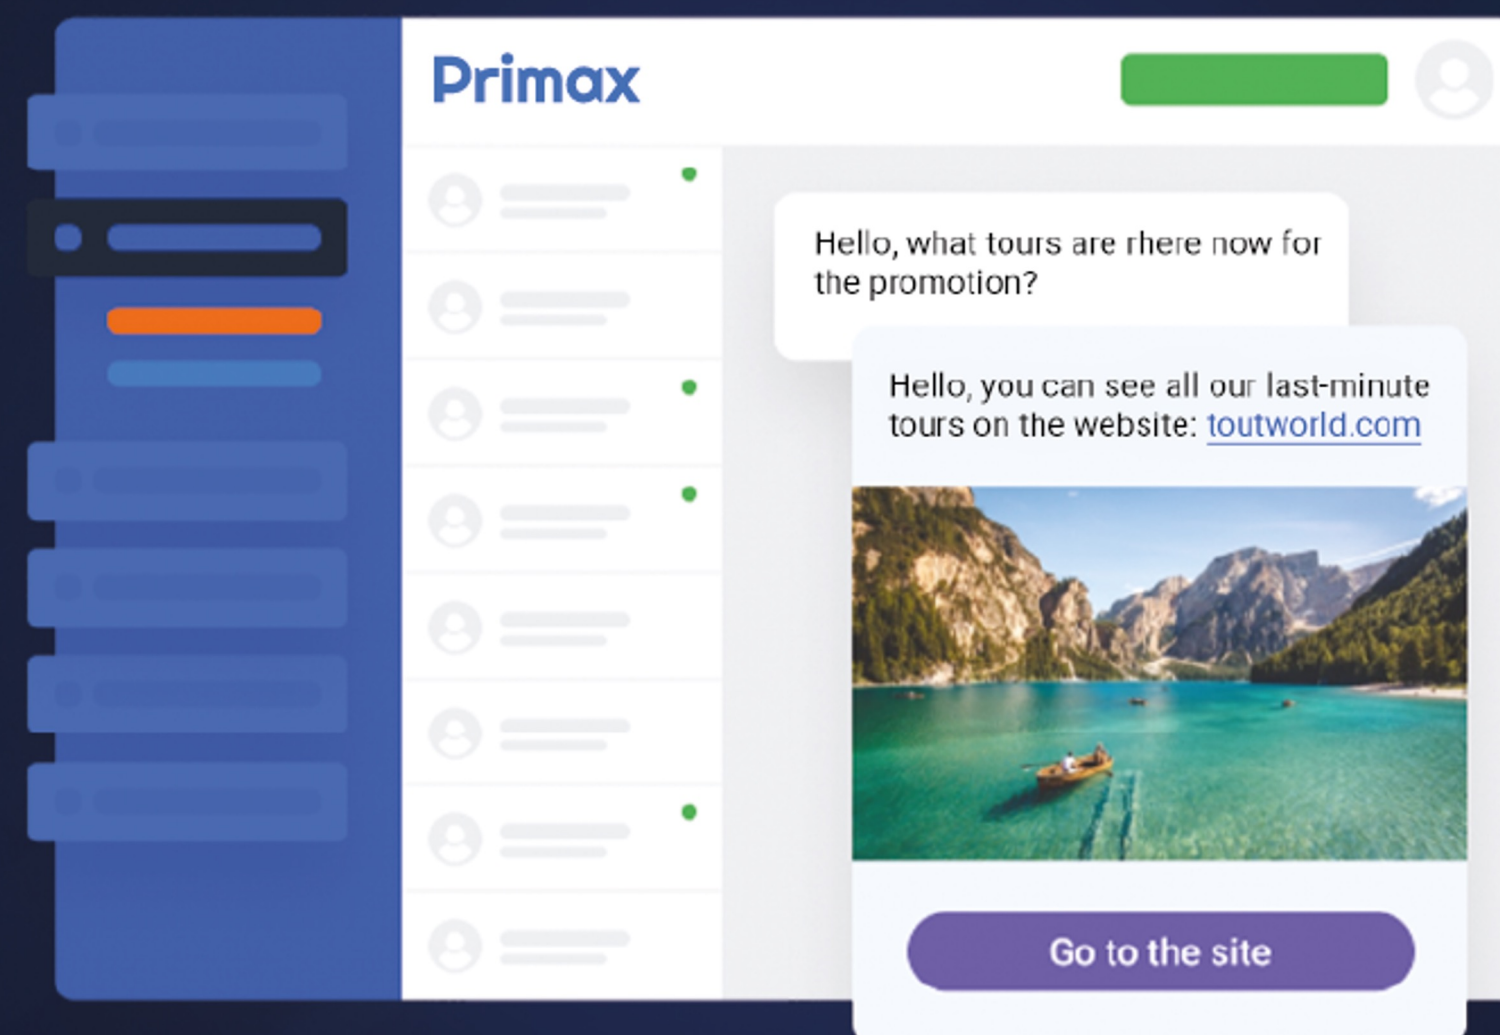 Primax
Hello, what tours are rhere now for
the promotion?
Hello, you can see all our last-minute
tours on the website: toutworld.com
Go to the site